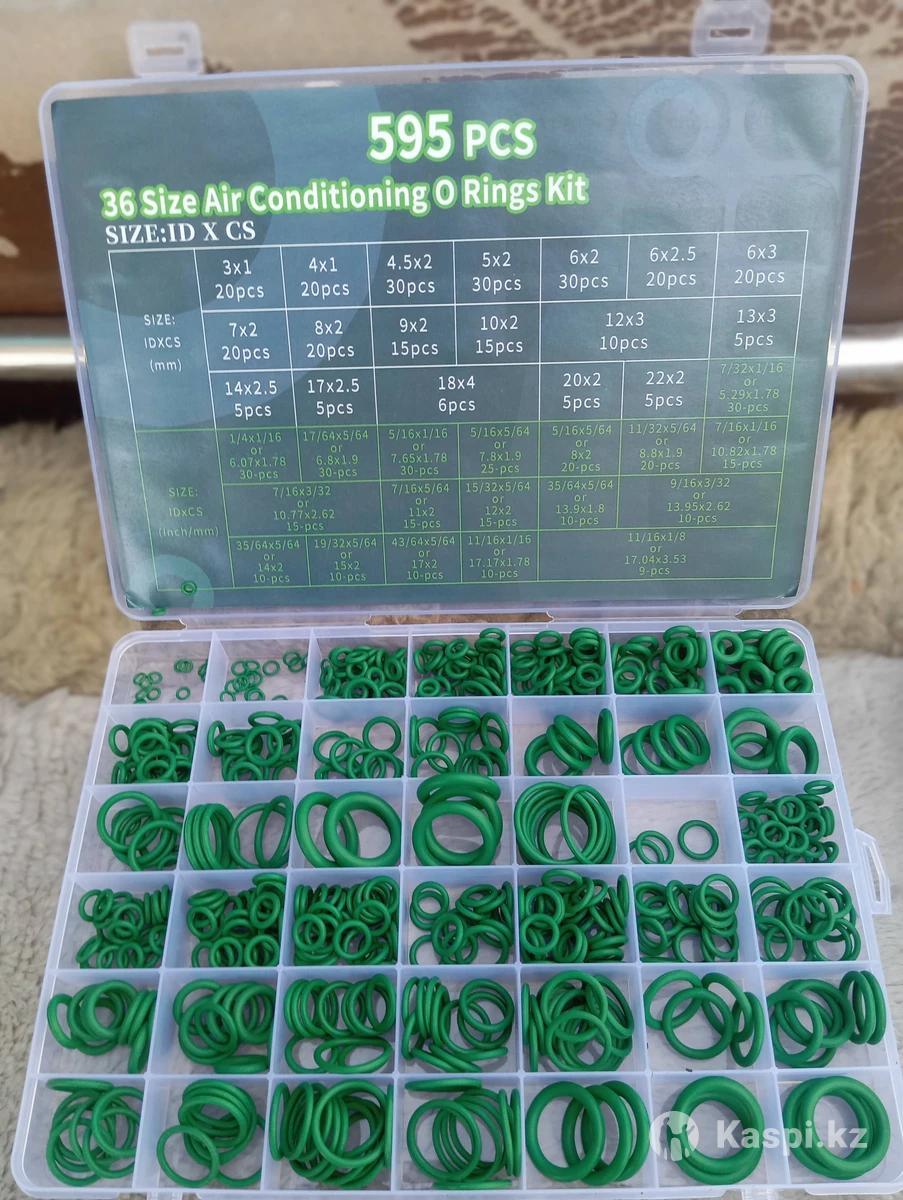 595 PCS
36 Size Air Conditioning O Rings Kit
SIZE:ID X CS
SIZE:
IDXCS
(mm)
3x1
20pcs
4x1
20pcs
4.5x2
30pcs
5x2
30pcs
6x2
30pcs
6x2.5
20pcs
6x3
20pcs
7x2
20pcs
8x2
20pcs
9x2
15pcs
10x2
15pcs
12x3
10pcs
13x3
5pcs
14x2.5
5pcs
17x2.5
5pcs
18x4
6pcs
20x2
5pcs
22x2
5pcs
7/32x1/16
or
5.29x1.78
30-pcs
SIZE:
IDxCS
(inch/mm)
1/4x1/16
or
6.07x1.78
30-pcs
17/64x5/64
or
6.8x1.9
30-pcs
5/16x1/16
or
7.65x1.78
30-pcs
5/16x5/64
or
7.8x1.9
25-pcs
5/16x5/64
or
8x2
20-pcs
11/32x5/64
or
8.8x1.9
20-pcs
7/16x1/16
or
10.82x1.78
15-pcs
7/16x3/32
or
10.77x2.62
15-pcs
7/16x5/64
or
11x2
15-pcs
15/32x5/64
or
12x2
15-pcs
35/64x5/64
or
13.9x1.8
10-pcs
9/16x3/32
or
13.95x2.62
10-pcs
35/64x5/64
or
14x2
10-pcs
19/32x5/64
or
15x2
10-pcs
43/64x5/64
or
17x2
10-pcs
11/16x1/16
or
17.17x1.78
10-pcs
11/16x1/8
or
17.04x3.53
9-pcs
Kaspi.kz